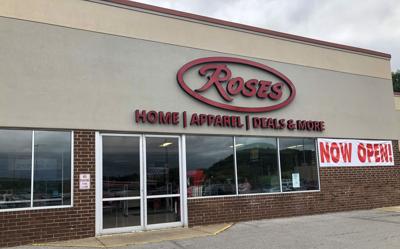 ROSES
HOME | APPAREL | DEALS & MORE
NOW OPEN!